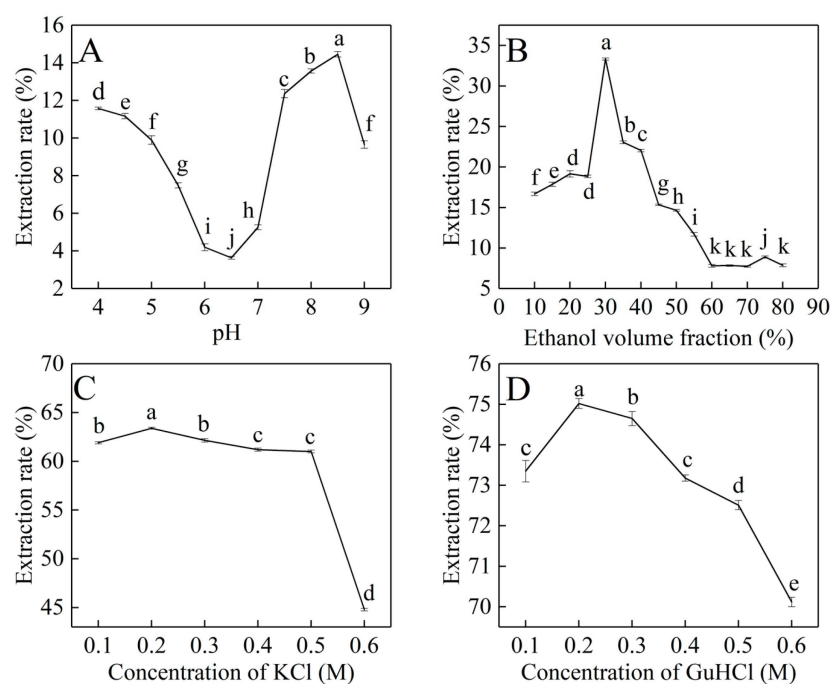 A
Extraction rate (%)
16
14
12
10
8
6
4
2
d
e
f
g
i
j
h
c
b
a
f
4 5 6 7 8 9
pH
B
Extraction rate (%)
35
30
25
20
15
10
5
f
e
d
d
a
b
c
g
h
i
k
k
k
j
k
0 10 20 30 40 50 60 70 80 90
Ethanol volume fraction (%)
C
Extraction rate (%)
70
65
60
55
50
45
b
a
b
c
c
d
0.1 0.2 0.3 0.4 0.5 0.6
Concentration of KCl (M)
D
Extraction rate (%)
76
75
74
73
72
71
70
c
a
b
c
d
e
0.1 0.2 0.3 0.4 0.5 0.6
Concentration of GuHCl (M)